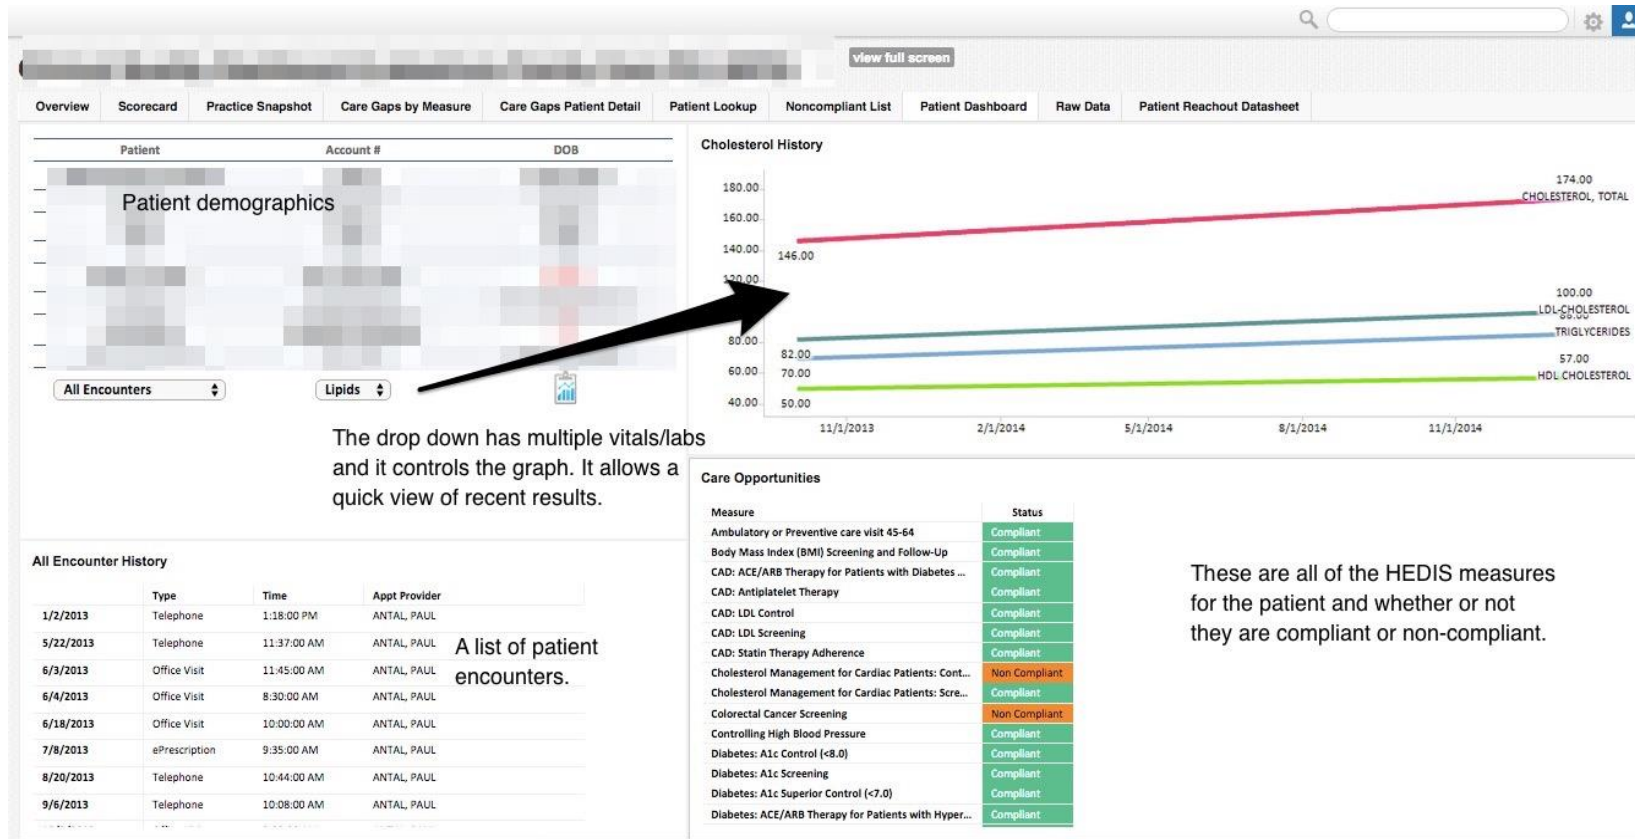 view full screen
Overview Scorecard Practice Snapshot Care Gaps by Measure Care Gaps Patient Detail Patient Lookup Noncompliant List Patient Dashboard Raw Data Patient Reachout Datasheet
Patient Account # DOB
Patient demographics
All Encounters Lipids
The drop down has multiple vitals/labs
and it controls the graph. It allows a
quick view of recent results.
All Encounter History
Type Time Appt Provider
1/2/2013 Telephone 1:18:00 PM ANTAL, PAUL
5/22/2013 Telephone 11:37:00 AM ANTAL, PAUL
6/3/2013 Office Visit 11:45:00 AM ANTAL, PAUL
6/4/2013 Office Visit 8:30:00 AM ANTAL, PAUL
6/18/2013 Office Visit 10:00:00 AM ANTAL, PAUL
7/8/2013 ePrescription 9:35:00 AM ANTAL, PAUL
8/20/2013 Telephone 10:44:00 AM ANTAL, PAUL
9/6/2013 Telephone 10:08:00 AM ANTAL, PAUL
A list of patient
encounters.
Cholesterol History
180.00
160.00
140.00
120.00
80.00
60.00
40.00
174.00
CHOLESTEROL, TOTAL
146.00
100.00
LDL-CHOLESTEROL
TRIGLYCERIDES
82.00
70.00
57.00
HDL CHOLESTEROL
50.00
11/1/2013 2/1/2014 5/1/2014 8/1/2014 11/1/2014
Care Opportunities
Measure Status
Ambulatory or Preventive care visit 45-64 Compliant
Body Mass Index (BMI) Screening and Follow-Up Compliant
CAD: ACE/ARB Therapy for Patients with Diabetes ... Compliant
CAD: Antiplatelet Therapy Compliant
CAD: LDL Control Compliant
CAD: LDL Screening Compliant
CAD: Statin Therapy Adherence Compliant
Cholesterol Management for Cardiac Patients: Cont... Non Compliant
Cholesterol Management for Cardiac Patients: Scre... Compliant
Colorectal Cancer Screening Non Compliant
Controlling High Blood Pressure Compliant
Diabetes: A1c Control (<8.0) Compliant
Diabetes: A1c Screening Compliant
Diabetes: A1c Superior Control (<7.0) Compliant
Diabetes: ACE/ARB Therapy for Patients with Hyper... Compliant
These are all of the HEDIS measures
for the patient and whether or not
they are compliant or non-compliant.